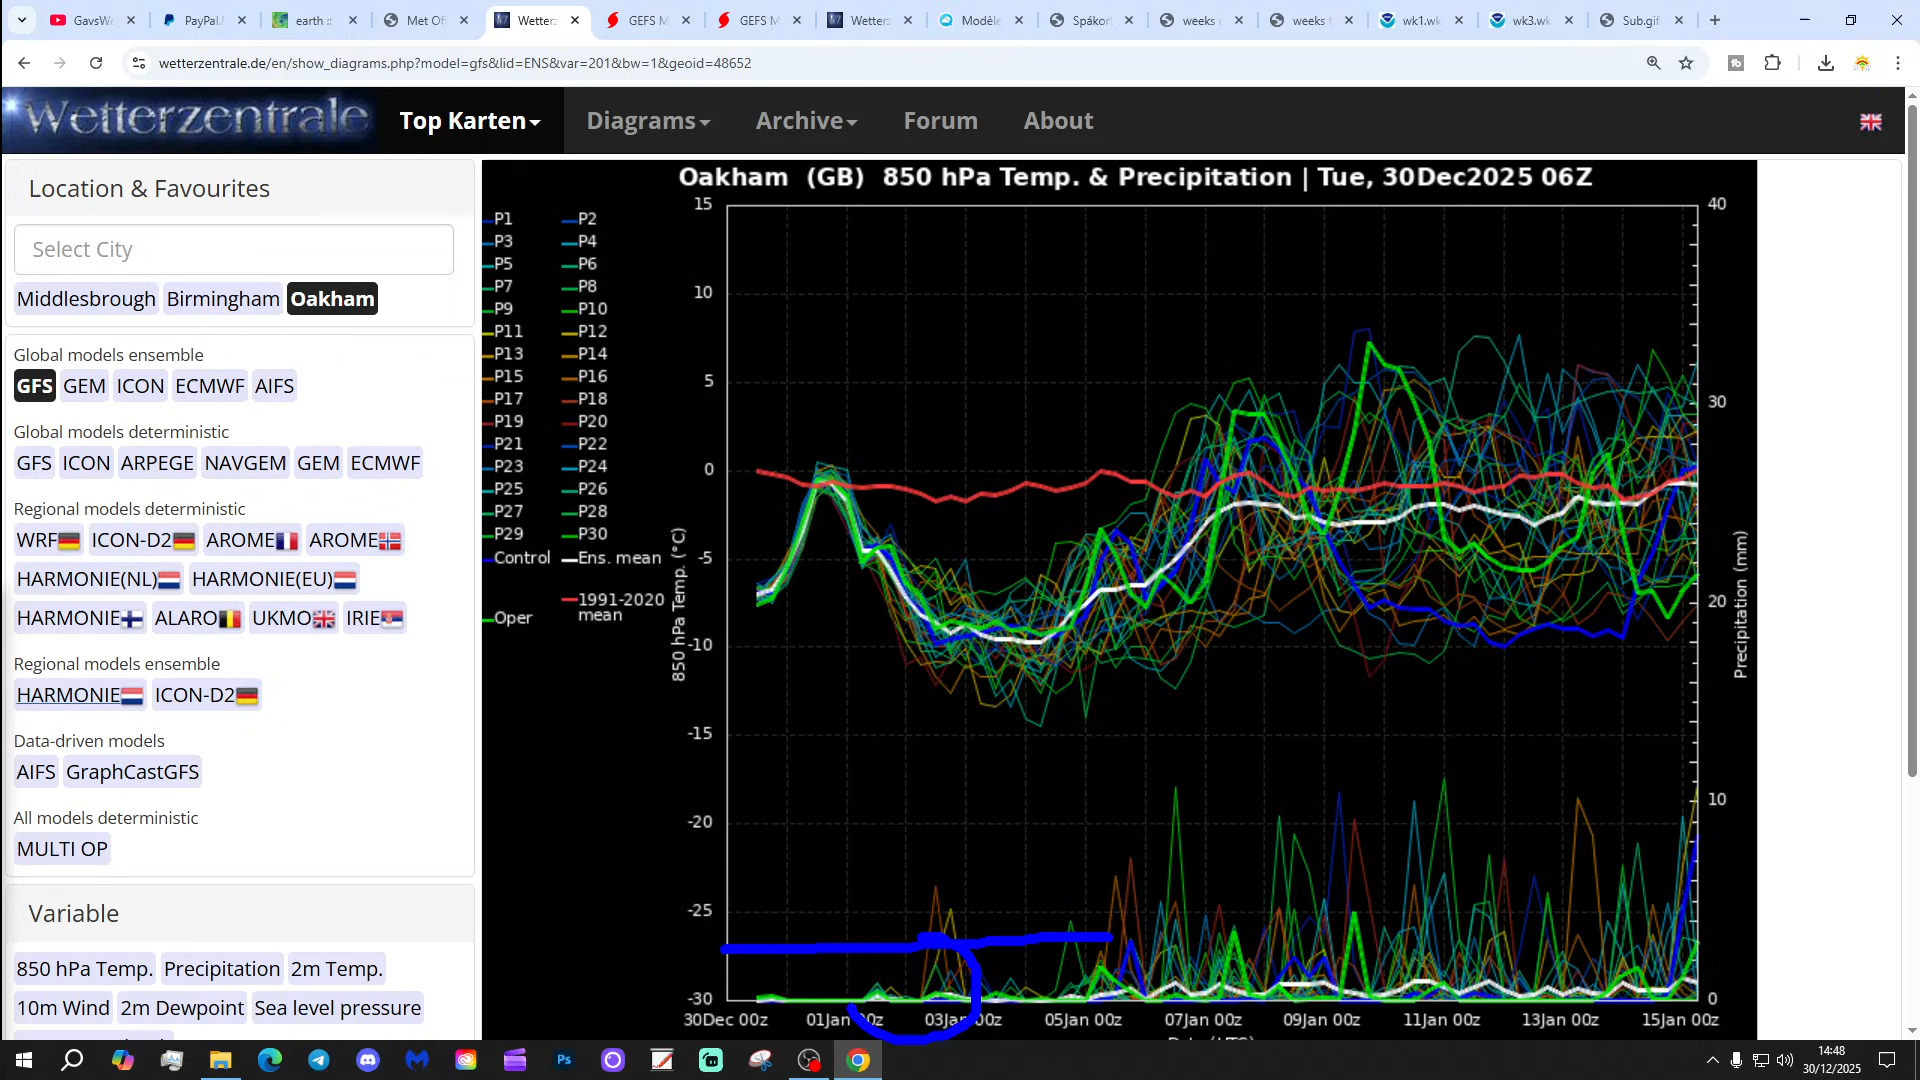 GavsWe
PayPal.
earth ::
Met Off
Wetterz
GEFS M
GEFS M
Wetterz
Modèle
Spákor
weeks
weeks
wk1.wk
wk3.wk
Sub.gif
wetterzentrale.de/en/show_diagrams.php?model=gfs&lid=ENS&var=201&bw=1&geoid=48652
Wetterzentrale
Top Karten
Diagrams
Archive
Forum
About
Location & Favourites
Select City
Middlesbrough Birmingham Oakham
Global models ensemble
GFS GEM ICON ECMWF AIFS
Global models deterministic
GFS ICON ARPEGE NAVGEM GEM ECMWF
Regional models deterministic
WRF ICON-D2 AROME AROME
HARMONIE(NL) HARMONIE(EU)
HARMONIE ALARO UKMO IRIE
Regional models ensemble
HARMONIE ICON-D2
Data-driven models
AIFS GraphCastGFS
All models deterministic
MULTI OP
Variable
850 hPa Temp. Precipitation 2m Temp.
10m Wind 2m Dewpoint Sea level pressure
Oakham (GB) 850 hPa Temp. & Precipitation | Tue, 30Dec2025 06Z
P1 P2
P3 P4
P5 P6
P7 P8
P9 P10
P11 P12
P13 P14
P15 P16
P17 P18
P19 P20
P21 P22
P23 P24
P25 P26
P27 P28
P29 P30
Control Ens. mean
Oper 1991-2020
mean
850 hPa Temp. (°C)
15
10
5
0
-5
-10
-15
-20
-25
-30
40
30
20
10
0
Precipitation (mm)
30Dec 00z 01Jan 00z 03Jan 00z 05Jan 00z 07Jan 00z 09Jan 00z 11Jan 00z 13Jan 00z 15Jan 00z
14:48
30/12/2025